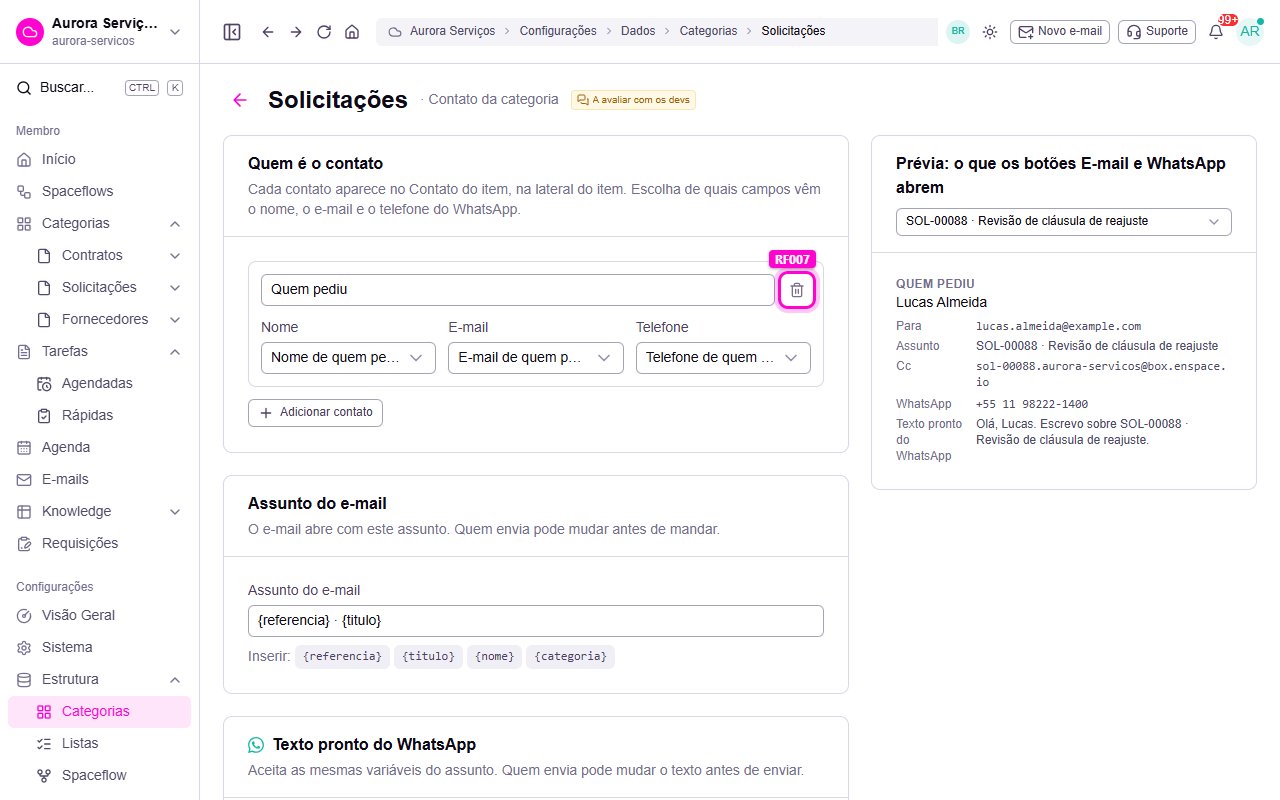 Aurora Serviç...
aurora-servicos
Buscar...
CTRL
K
Membro
Início
Spaceflows
Categorias
Contratos
Solicitações
Fornecedores
Tarefas
Agendadas
Rápidas
Agenda
E-mails
Knowledge
Requisições
Configurações
Visão Geral
Sistema
Estrutura
Categorias
Listas
Spaceflow
Aurora Serviços
Configurações
Dados
Categorias
Solicitações
BR
Novo e-mail
Suporte
99+
AR
Solicitações
· Contato da categoria
A avaliar com os devs
Quem é o contato
Cada contato aparece no Contato do item, na lateral do item. Escolha de quais campos vêm
o nome, o e-mail e o telefone do WhatsApp.
RF007
Quem pediu
Nome
E-mail
Telefone
Nome de quem pe...
E-mail de quem p...
Telefone de quem ...
Adicionar contato
Assunto do e-mail
O e-mail abre com este assunto. Quem envia pode mudar antes de mandar.
Assunto do e-mail
{referencia} · {titulo}
Inserir: {referencia} {titulo} {nome} {categoria}
Texto pronto do WhatsApp
Aceita as mesmas variáveis do assunto. Quem envia pode mudar o texto antes de enviar.
Prévia: o que os botões E-mail e WhatsApp
abrem
SOL-00088 · Revisão de cláusula de reajuste
QUEM PEDIU
Lucas Almeida
Para
lucas.almeida@example.com
Assunto
SOL-00088 · Revisão de cláusula de reajuste
Cc
sol-00088.aurora-servicos@box.enspace.
io
WhatsApp
+55 11 98222-1400
Texto pronto
do
WhatsApp
Olá, Lucas. Escrevo sobre SOL-00088 ·
Revisão de cláusula de reajuste.